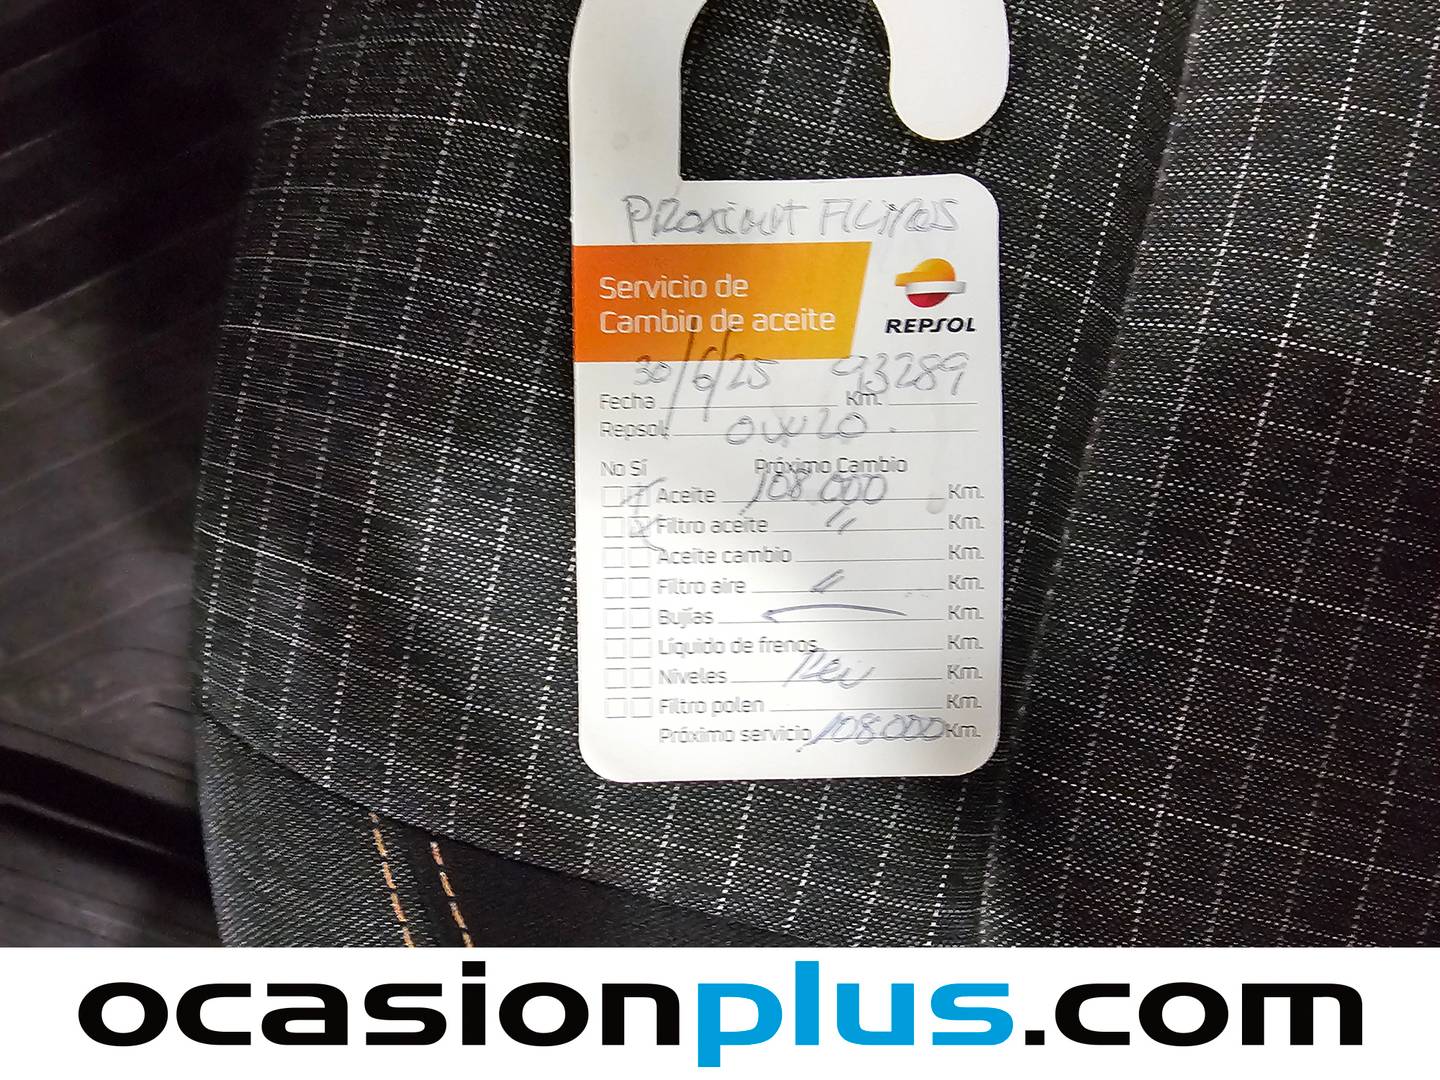 PROXIMA FILTROS
Servicio de
Cambio de aceite
REPSOL
Fecha 30/6/25 Km. 93289
Repsol: 0W20
No Sí Próximo Cambio
Aceite 108.000 Km.
Filtro aceite " Km.
Aceite cambio Km.
Filtro aire " Km.
Bujías Km.
Líquido de frenos Km.
Niveles Km.
Filtro polen Km.
Próximo servicio 108.000 Km.
ocasionplus.com